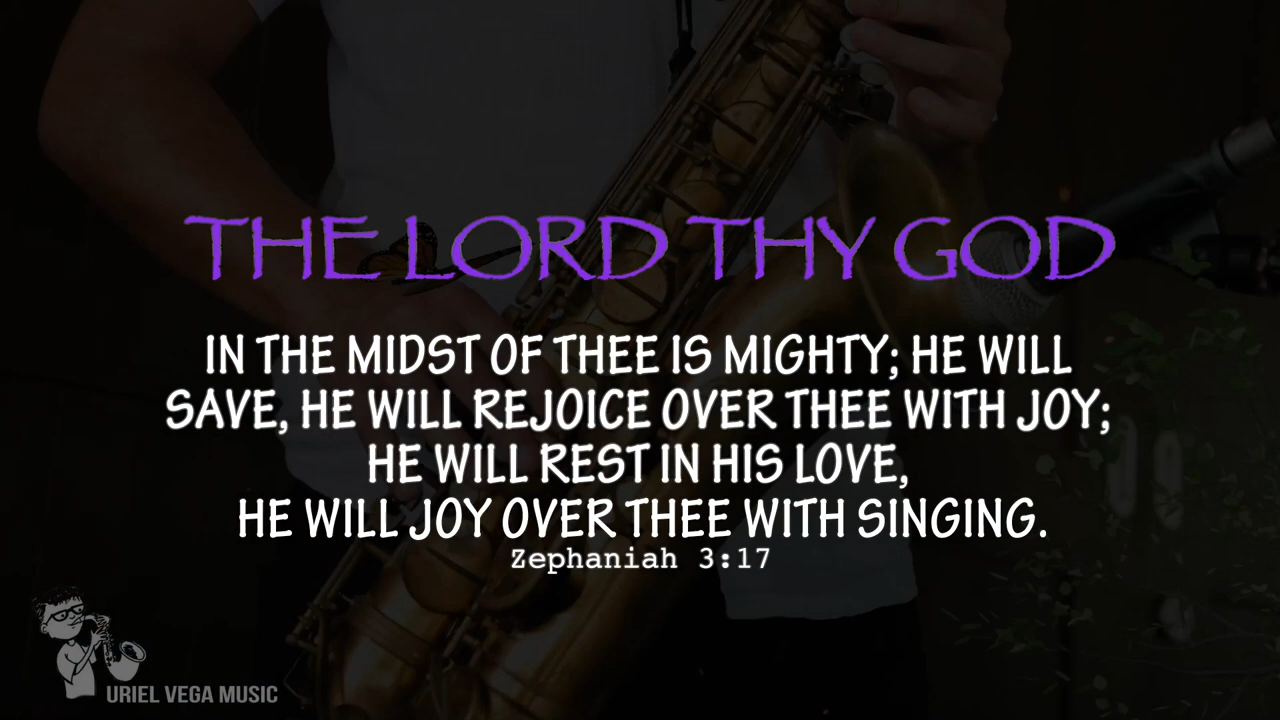 THE LORD THY GOD
IN THE MIDST OF THEE IS MIGHTY; HE WILL
SAVE, HE WILL REJOICE OVER THEE WITH JOY;
HE WILL REST IN HIS LOVE,
HE WILL JOY OVER THEE WITH SINGING.
Zephaniah 3:17
URIEL VEGA MUSIC